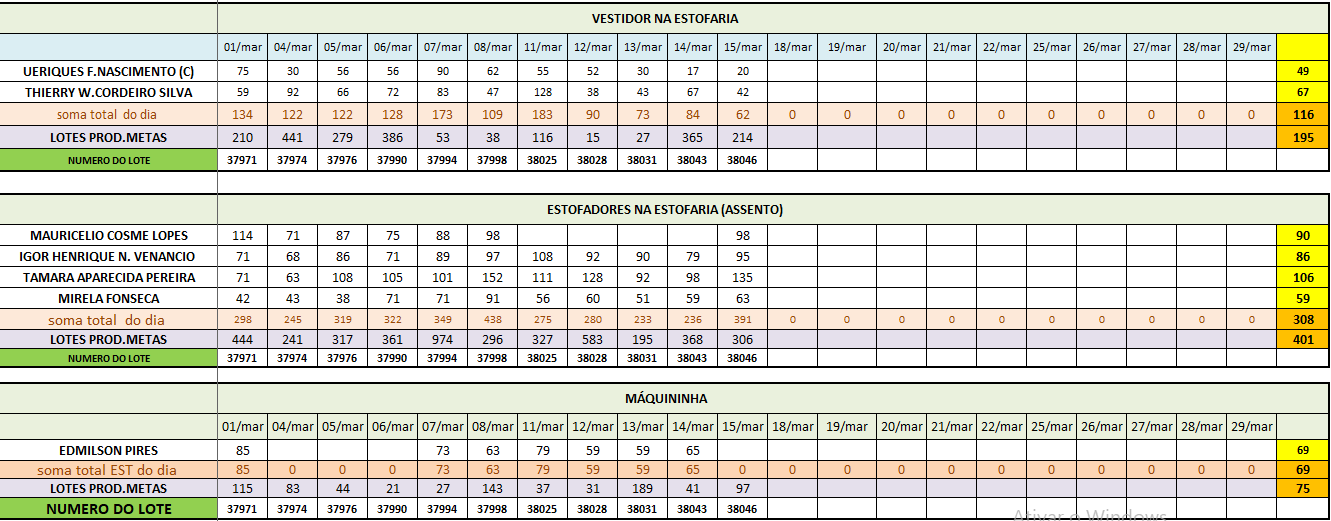 VESTIDOR NA ESTOFARIA
01/mar 04/mar 05/mar 06/mar 07/mar 08/mar 11/mar 12/mar 13/mar 14/mar 15/mar 18/mar 19/mar 20/mar 21/mar 22/mar 25/mar 26/mar 27/mar 28/mar 29/mar
UERIQUES F.NASCIMENTO (C) 75 30 56 56 90 62 55 52 30 17 20 49
THIERRY W.CORDEIRO SILVA 59 92 66 72 83 47 128 38 43 67 42 67
soma total do dia 134 122 122 128 173 109 183 90 73 84 62 0 0 0 0 0 0 0 0 0 0 116
LOTES PROD.METAS 210 441 279 386 53 38 116 15 27 365 214 195
NUMERO DO LOTE 37971 37974 37976 37990 37994 37998 38025 38028 38031 38043 38046
ESTOFADORES NA ESTOFARIA (ASSENTO)
MAURICELIO COSME LOPES 114 71 87 75 88 98 98 90
IGOR HENRIQUE N. VENANCIO 71 68 86 71 89 97 108 92 90 79 95 86
TAMARA APARECIDA PEREIRA 71 63 108 105 101 152 111 128 92 98 135 106
MIRELA FONSECA 42 43 38 71 71 91 56 60 51 59 63 59
soma total do dia 298 245 319 322 349 438 275 280 233 236 391 0 0 0 0 0 0 0 0 0 0 308
LOTES PROD.METAS 444 241 317 361 974 296 327 583 195 368 306 401
NUMERO DO LOTE 37971 37974 37976 37990 37994 37998 38025 38028 38031 38043 38046
MÁQUININHA
01/mar 04/mar 05/mar 06/mar 07/mar 08/mar 11/mar 12/mar 13/mar 14/mar 15/mar 18/mar 19/mar 20/mar 21/mar 22/mar 25/mar 26/mar 27/mar 28/mar 29/mar
EDMILSON PIRES 85 73 63 79 59 59 65 69
soma total EST do dia 85 0 0 0 73 63 79 59 59 65 0 0 0 0 0 0 0 0 0 0 0 69
LOTES PROD.METAS 115 83 44 21 27 143 37 31 189 41 97 75
NUMERO DO LOTE 37971 37974 37976 37990 37994 37998 38025 38028 38031 38043 38046
Ativar o Windows